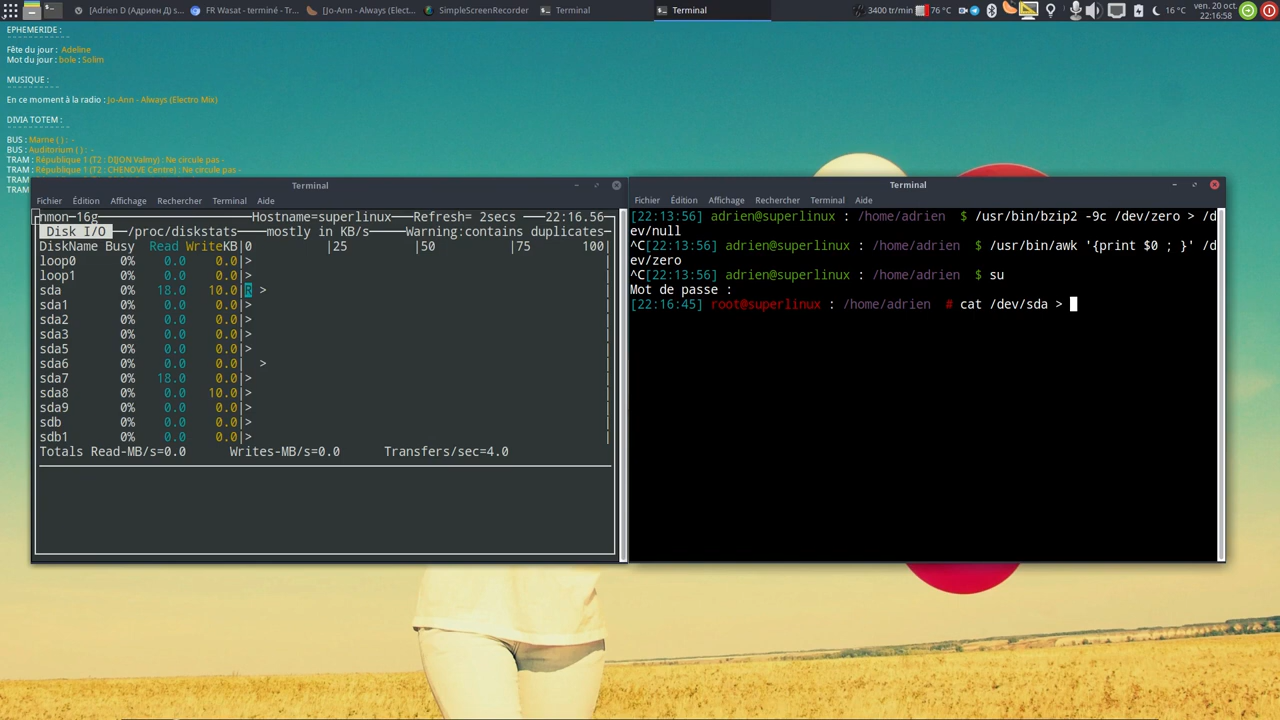 [Adrien D (Адриен Д) s...
FR Wasat - terminé - Tr...
[Jo-Ann - Always (Elect...
SimpleScreenRecorder
Terminal
Terminal
3400 tr/min
76 °C
16 °C
ven. 20 oct.
22:16:58
EPHEMERIDE :
Fête du jour : Adeline
Mot du jour : bole : Solim
MUSIQUE :
En ce moment à la radio : Jo-Ann - Always (Electro Mix)
DIVIA TOTEM :
BUS : Marne ( ) : -
BUS : Auditorium ( ) : -
TRAM : République 1 (T2 : DIJON Valmy) : Ne circule pas -
TRAM : République 1 (T2 : CHENOVE Centre) : Ne circule pas -
TRAM
TRAM
Terminal
Fichier Édition Affichage Rechercher Terminal Aide
nmon-16g Hostname=superlinux Refresh= 2secs 22:16.56
Disk I/O /proc/diskstats mostly in KB/s Warning:contains duplicates
DiskName Busy Read WriteKB|0 |25 |50 |75 100|
loop0 0% 0.0 0.0|> |
loop1 0% 0.0 0.0|> |
sda 0% 18.0 10.0|R > |
sda1 0% 0.0 0.0|> |
sda2 0% 0.0 0.0|> |
sda3 0% 0.0 0.0|> |
sda5 0% 0.0 0.0|> |
sda6 0% 0.0 0.0| > |
sda7 0% 18.0 0.0|> |
sda8 0% 0.0 10.0|> |
sda9 0% 0.0 0.0|> |
sdb 0% 0.0 0.0|> |
sdb1 0% 0.0 0.0|> |
Totals Read-MB/s=0.0 Writes-MB/s=0.0 Transfers/sec=4.0
Terminal
Fichier Édition Affichage Rechercher Terminal Aide
[22:13:56] adrien@superlinux : /home/adrien $ /usr/bin/bzip2 -9c /dev/zero > /d
ev/null
^C[22:13:56] adrien@superlinux : /home/adrien $ /usr/bin/awk '{print $0 ; }' /d
ev/zero
^C[22:13:56] adrien@superlinux : /home/adrien $ su
Mot de passe :
[22:16:45] root@superlinux : /home/adrien # cat /dev/sda >